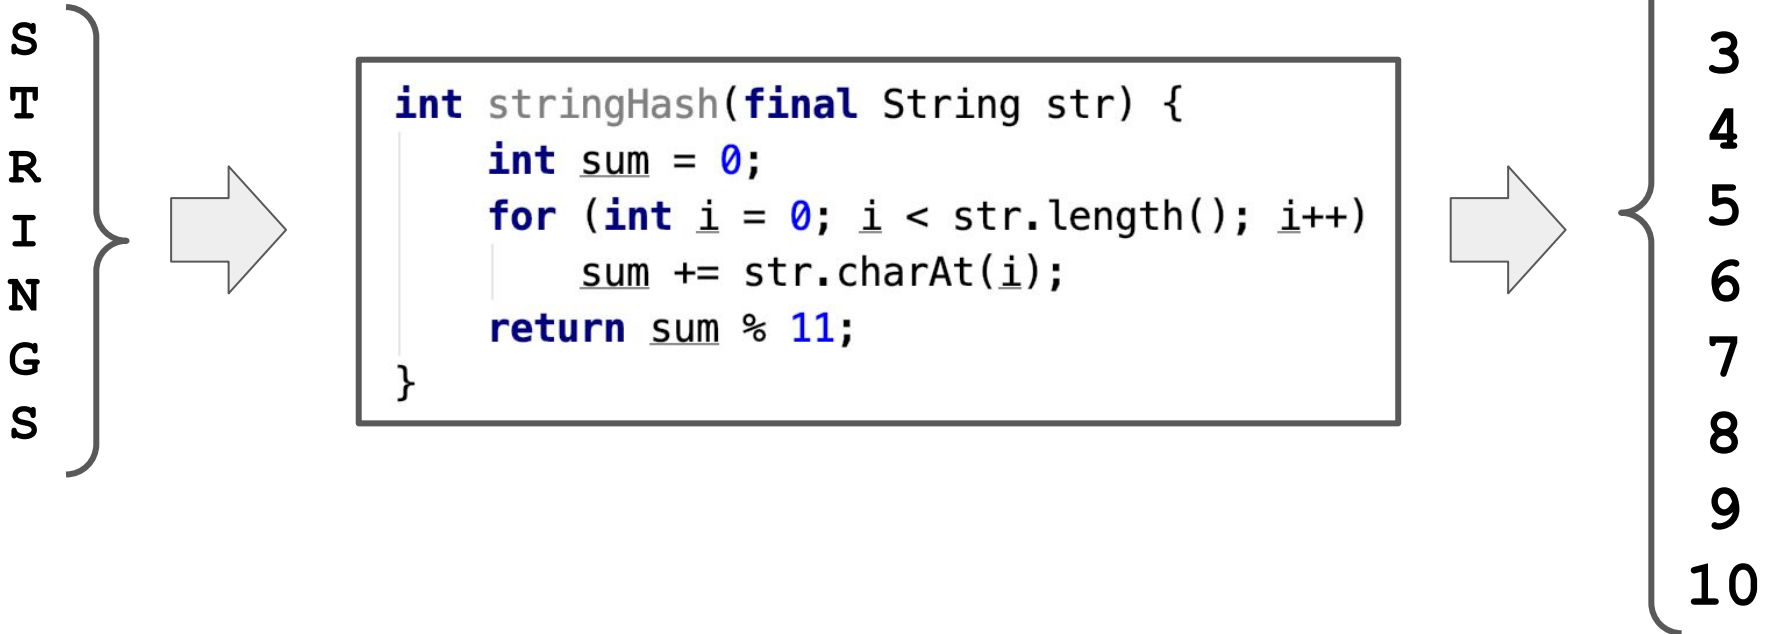 S
T
R
I
N
G
S
int stringHash(final String str) {
int sum = 0;
for (int i = 0; i < str.length(); i++)
sum += str.charAt(i);
return sum % 11;
}
3
4
5
6
7
8
9
10